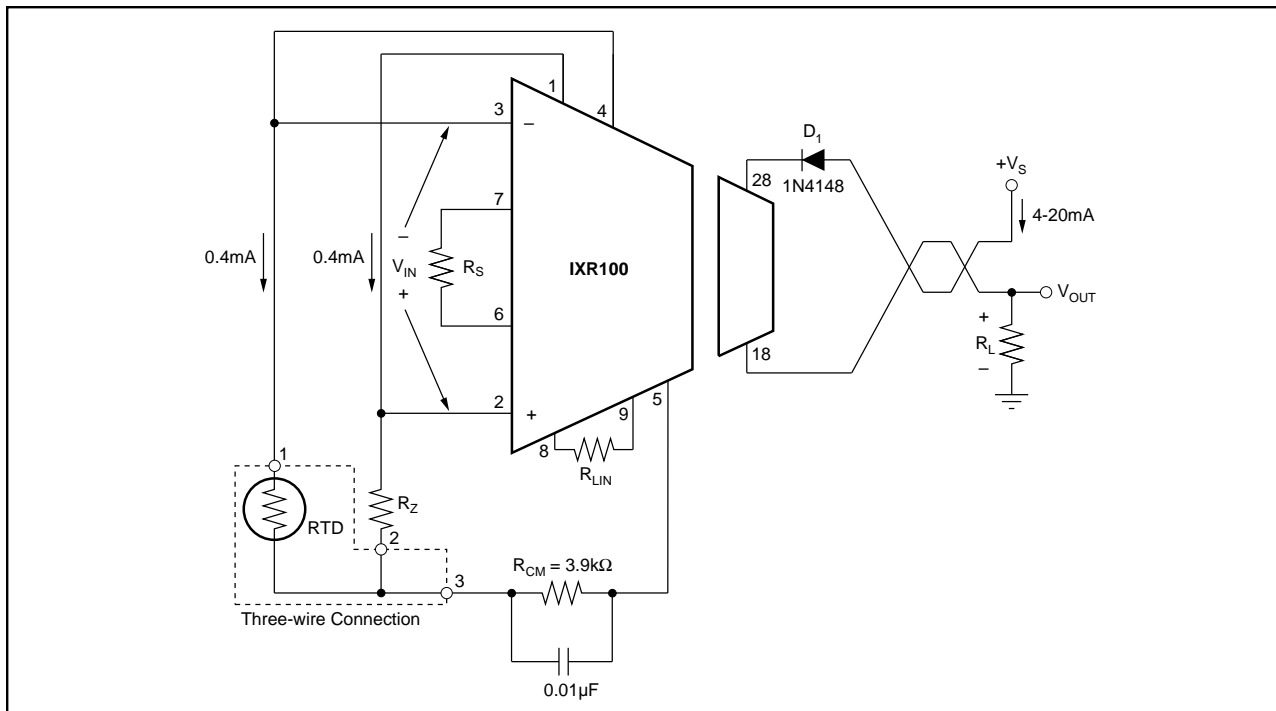 1
4
3
–
D1
28
1N4148
+VS
4-20mA
7
0.4mA
0.4mA
–
VIN
+
RS
IXR100
6
VOUT
+
RL
–
18
2
+
9
5
8
RLIN
1
RZ
RTD
2
RCM = 3.9kΩ
3
Three-wire Connection
0.01µF